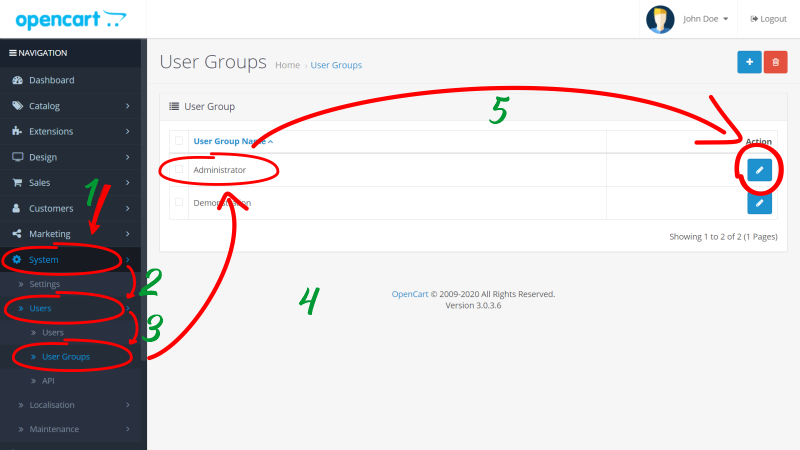 opencart
John Doe
Logout
NAVIGATION
Dashboard
Catalog
Extensions
Design
Sales
Customers
Marketing
System
Settings
Users
Users
User Groups
API
Localisation
Maintenance
User Groups
Home › User Groups
User Group
User Group Name
Action
Administrator
Demonstration
Showing 1 to 2 of 2 (1 Pages)
OpenCart © 2009-2020 All Rights Reserved.
Version 3.0.3.6
1
2
3
4
5